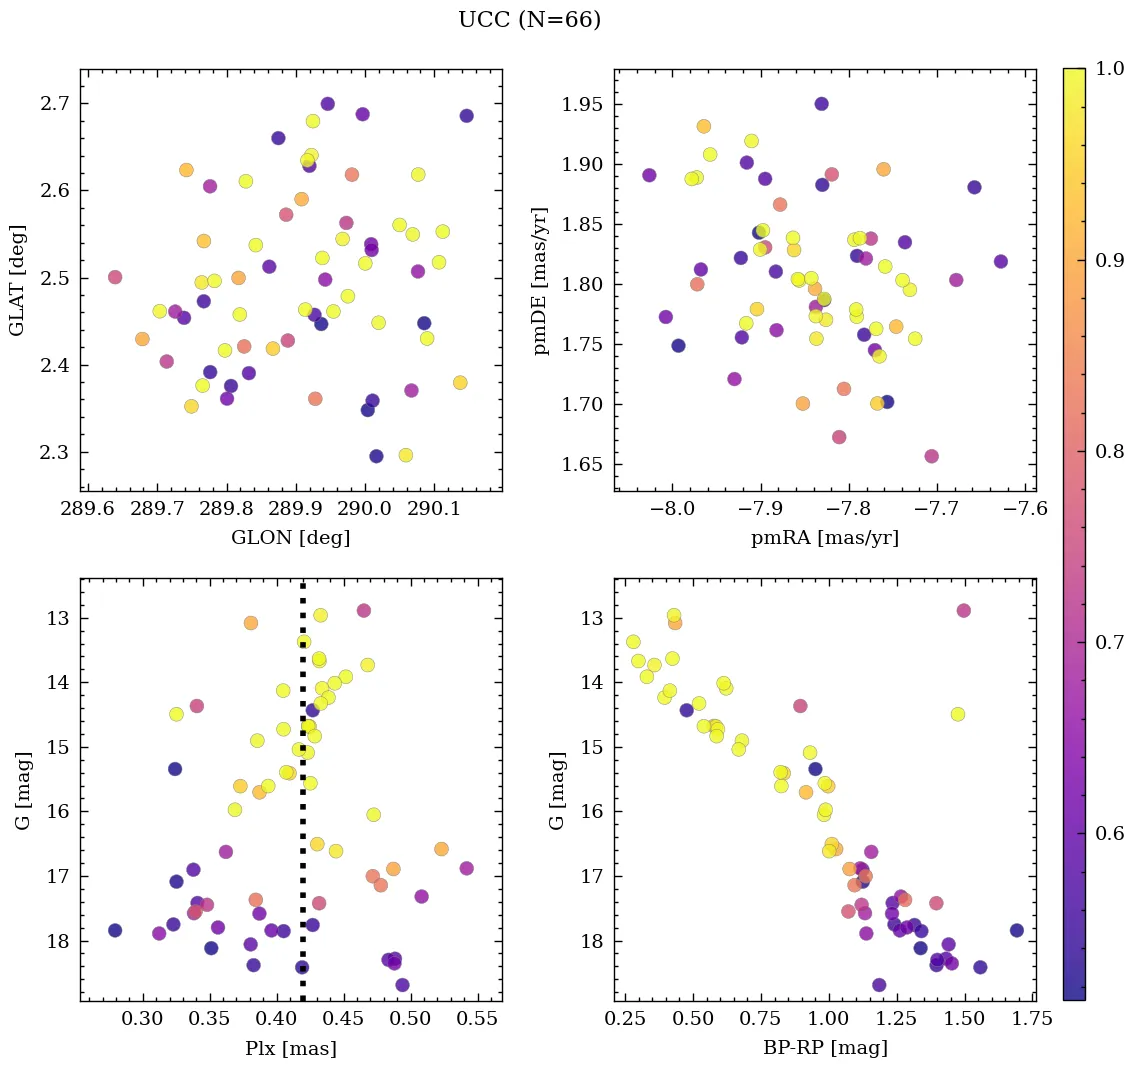 UCC (N=66)
2.7
2.6
2.5
2.4
2.3
GLAT [deg]
289.6 289.7 289.8 289.9 290.0 290.1
GLON [deg]
1.95
1.90
1.85
1.80
1.75
1.70
1.65
pmDE [mas/yr]
−8.0 −7.9 −7.8 −7.7 −7.6
pmRA [mas/yr]
13
14
15
16
17
18
G [mag]
0.30 0.35 0.40 0.45 0.50 0.55
Plx [mas]
13
14
15
16
17
18
G [mag]
0.25 0.50 0.75 1.00 1.25 1.50 1.75
BP-RP [mag]
1.0
0.9
0.8
0.7
0.6